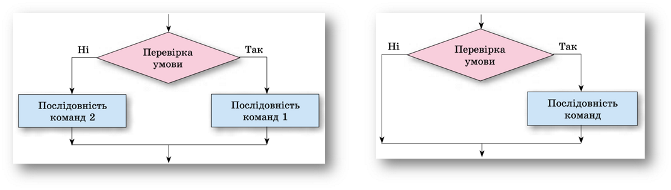 Ні
Перевірка
умови
Так
Послідовність
команд 2
Послідовність
команд 1
Ні
Перевірка
умови
Так
Послідовність
команд